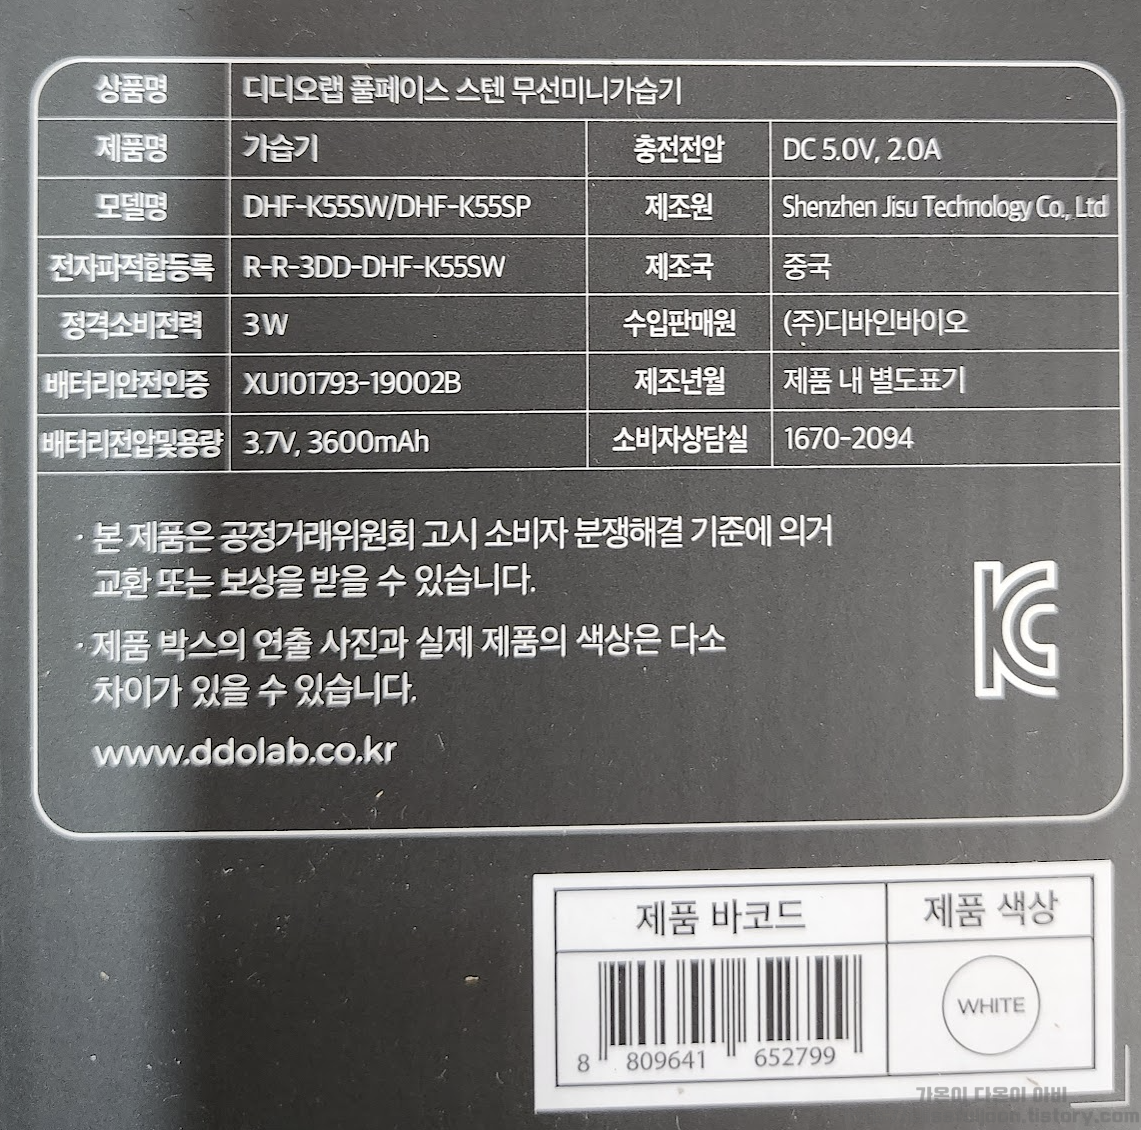 상품명 디디오랩 풀페이스 스텐 무선미니가습기
제품명 가습기 충전전압 DC 5.0V, 2.0A
모델명 DHF-K55SW/DHF-K55SP 제조원 Shenzhen Jisu Technology Co., Ltd
전자파적합등록 R-R-3DD-DHF-K55SW 제조국 중국
정격소비전력 3W 수입판매원 (주)디바인바이오
배터리안전인증 XU101793-19002B 제조년월 제품 내 별도표기
배터리전압및용량 3.7V, 3600mAh 소비자상담실 1670-2094
· 본 제품은 공정거래위원회 고시 소비자 분쟁해결 기준에 의거
교환 또는 보상을 받을 수 있습니다.
· 제품 박스의 연출 사진과 실제 제품의 색상은 다소
차이가 있을 수 있습니다.
www.ddolab.co.kr
제품 바코드 제품 색상
WHITE
8 809641 652799
가온이 다온이 아비